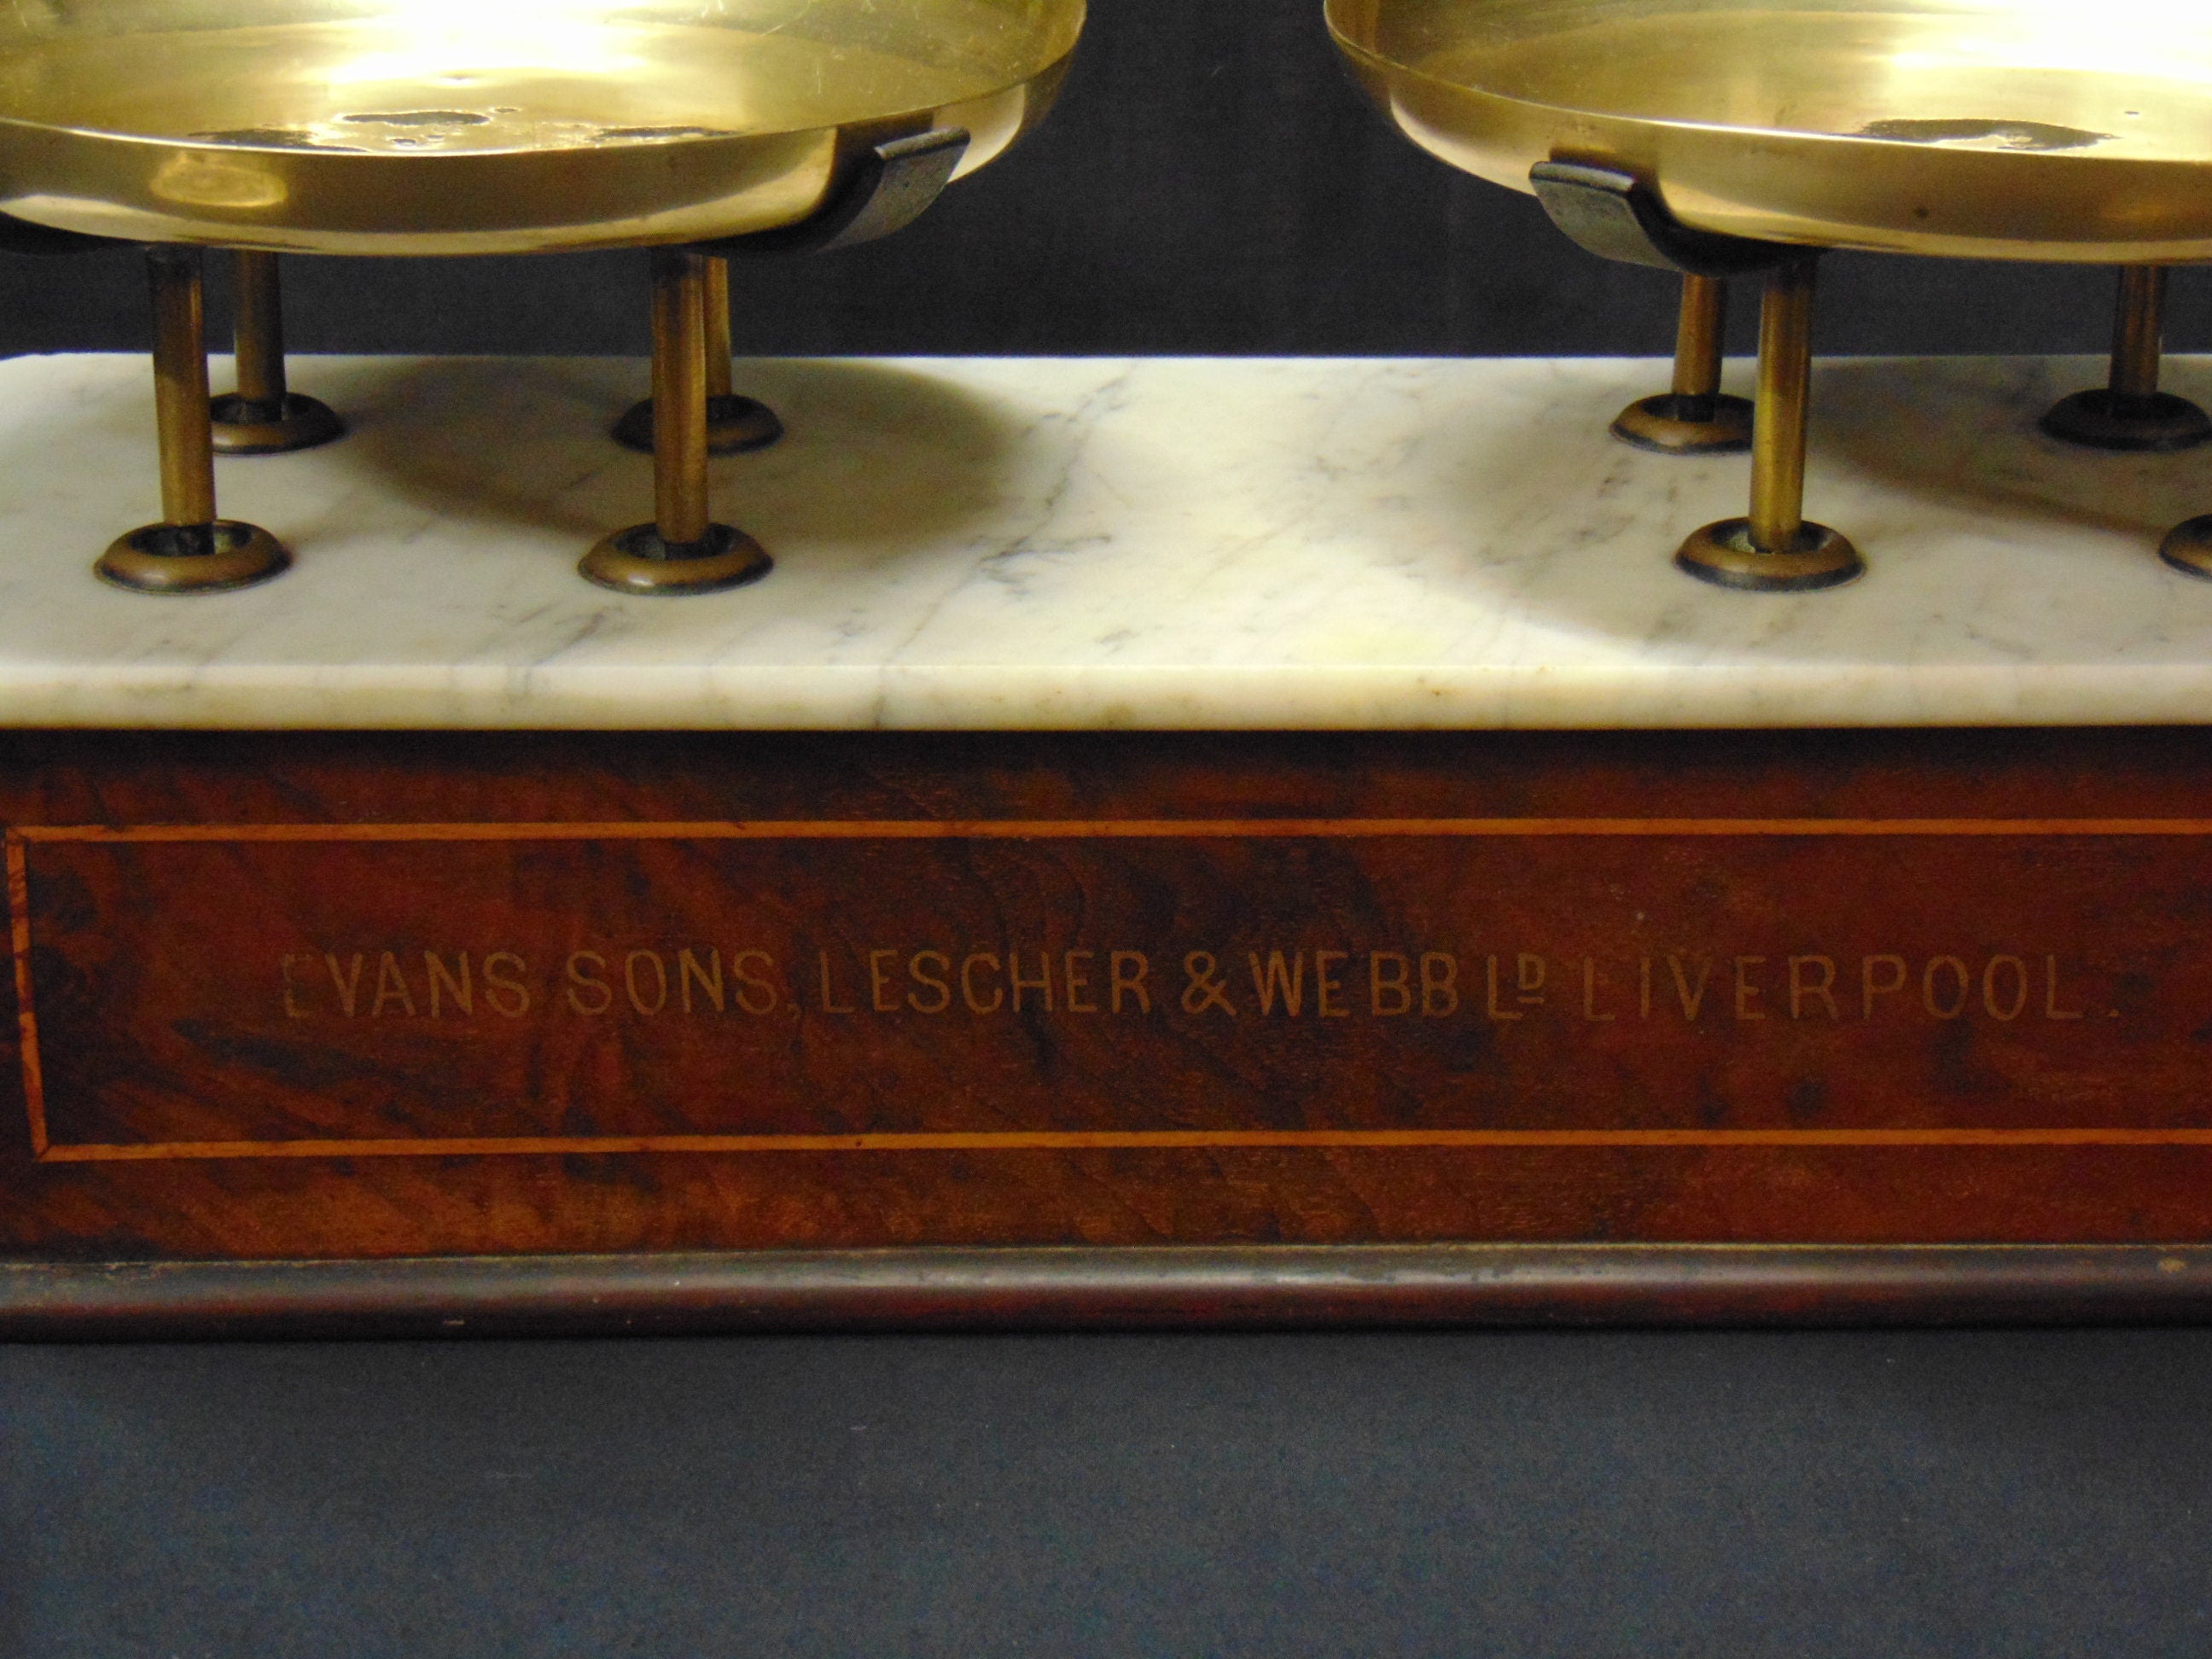 EVANS SONS, LESCHER & WEBB LD LIVERPOOL.